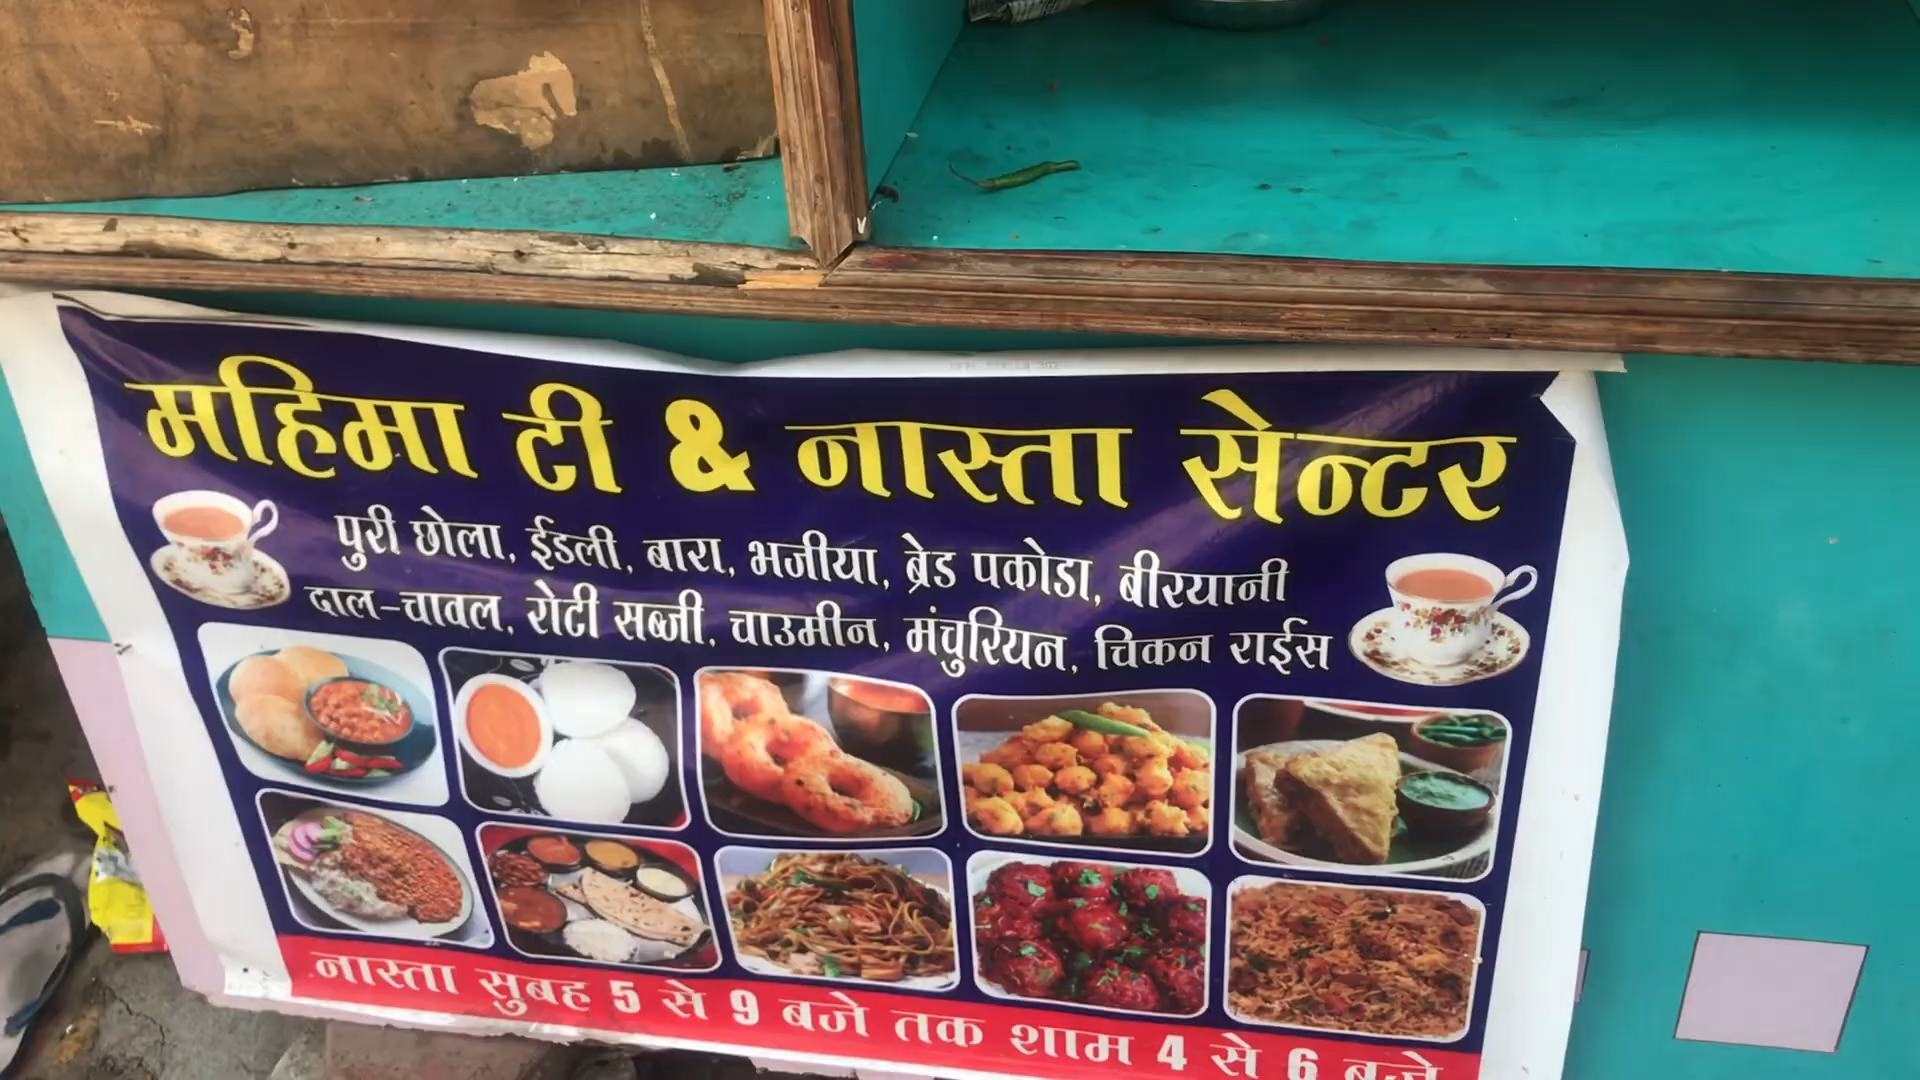 महिमा टी & नास्ता सेन्टर
पुरी छोला, ईडली, बारा, भजीया, ब्रेड पकोडा, बीरयानी
दाल-चावल, रोटी सब्जी, चाउमीन, मंचुरियन, चिकन राईस
नास्ता सुबह 5 से 9 बजे तक शाम 4 से 6 बजे